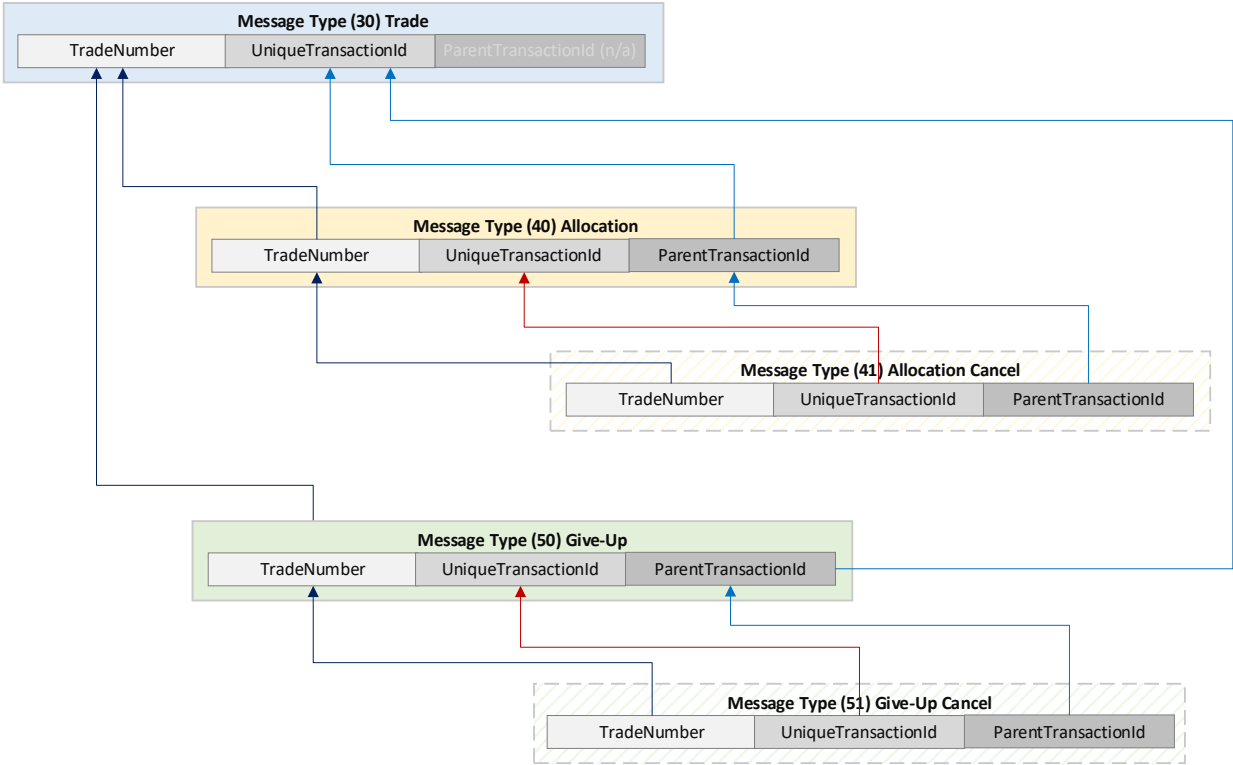 Message Type (30) Trade
TradeNumber UniqueTransactionId ParentTransactionId (n/a)
Message Type (40) Allocation
TradeNumber UniqueTransactionId ParentTransactionId
Message Type (41) Allocation Cancel
TradeNumber UniqueTransactionId ParentTransactionId
Message Type (50) Give-Up
TradeNumber UniqueTransactionId ParentTransactionId
Message Type (51) Give-Up Cancel
TradeNumber UniqueTransactionId ParentTransactionId